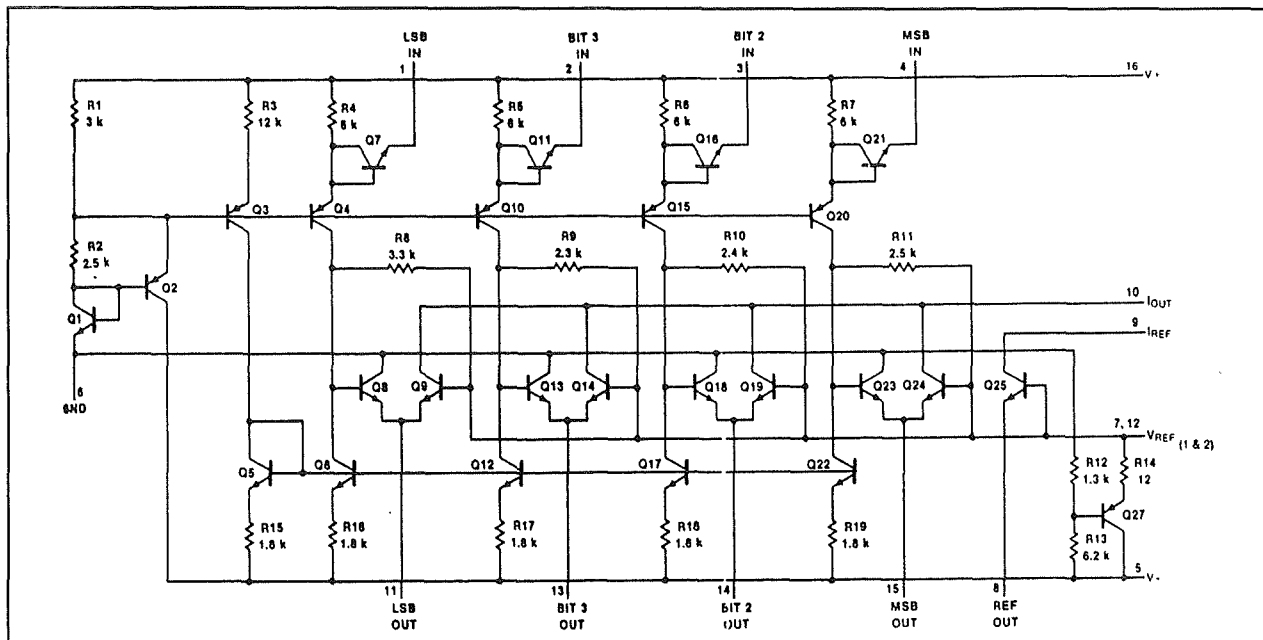 LSB IN
BIT 3 IN
BIT 2 IN
MSB IN
1
2
3
4
16
V+
R1 3 k
R3 12 k
R4 6 k
R5 6 k
R6 6 k
R7 6 k
Q7
Q11
Q16
Q21
Q3
Q4
Q10
Q15
Q20
R2 2.5 k
R8 3.3 k
R9 2.3 k
R10 2.4 k
R11 2.5 k
Q2
Q1
10
IOUT
9
IREF
Q8
Q9
Q13
Q14
Q18
Q19
Q23
Q24
Q25
6
GND
7, 12
VREF (1 & 2)
Q5
Q6
Q12
Q17
Q22
R12 1.3 k
R14 12
Q27
R15 1.8 k
R16 1.8 k
R17 1.8 k
R18 1.8 k
R19 1.8 k
R13 6.2 k
5
V-
11
13
14
15
8
LSB OUT
BIT 3 OUT
BIT 2 OUT
MSB OUT
REF OUT